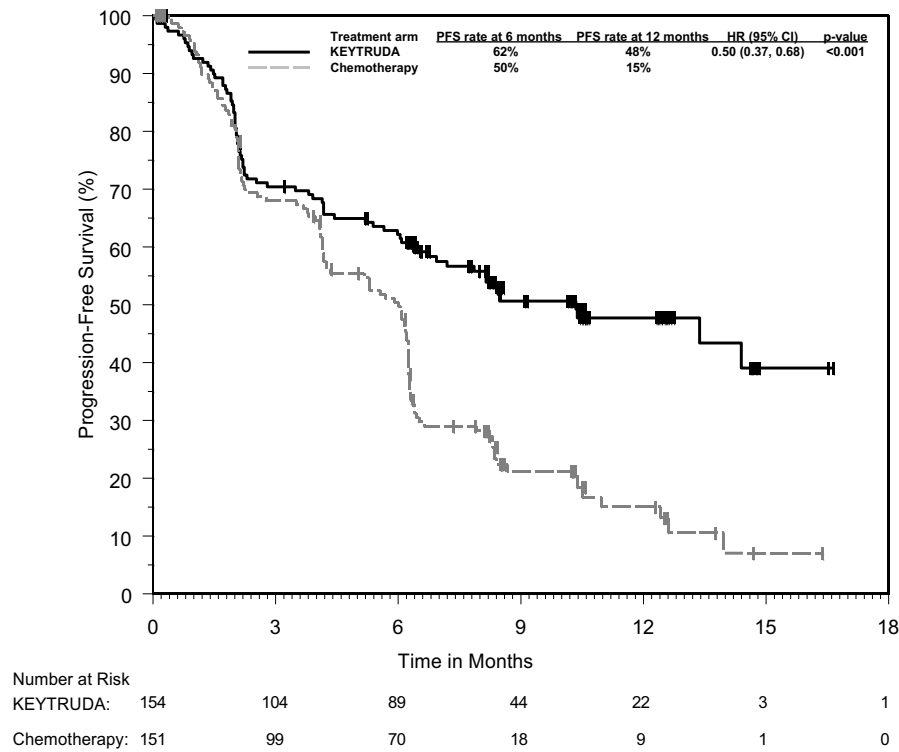 Treatment arm PFS rate at 6 months PFS rate at 12 months HR (95% CI) p-value
KEYTRUDA 62% 48% 0.50 (0.37, 0.68) <0.001
Chemotherapy 50% 15%
Progression-Free Survival (%)
100
90
80
70
60
50
40
30
20
10
0
0 3 6 9 12 15 18
Time in Months
Number at Risk
KEYTRUDA: 154 104 89 44 22 3 1
Chemotherapy: 151 99 70 18 9 1 0